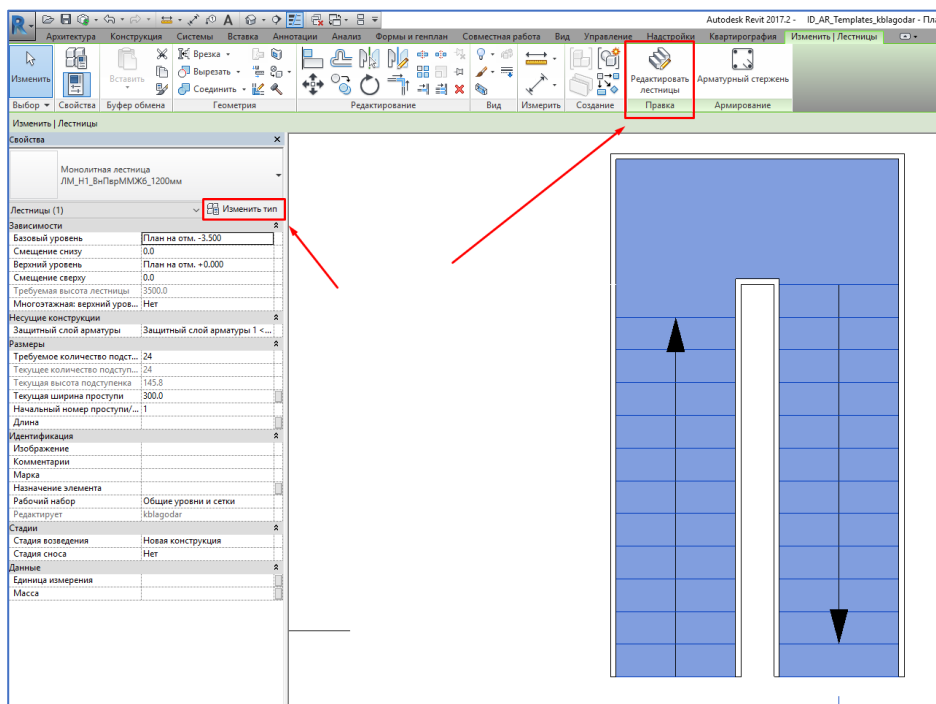 Autodesk Revit 2017.2 - ID_AR_Templates_kblagodar - Пла
Архитектура Конструкция Системы Вставка Аннотации Анализ Формы и генплан Совместная работа Вид Управление Надстройки Квартирография Изменить | Лестницы
Изменить Вставить Врезка Вырезать Соединить Редактировать лестницы Арматурный стержень
Выбор Свойства Буфер обмена Геометрия Редактирование Вид Измерить Создание Правка Армирование
Изменить | Лестницы
Свойства
Монолитная лестница
ЛМ_Н1_ВнПврММЖб_1200мм
Лестницы (1) Изменить тип
Зависимости
Базовый уровень План на отм. -3.500
Смещение снизу 0.0
Верхний уровень План на отм. +0.000
Смещение сверху 0.0
Требуемая высота лестницы 3500.0
Многоэтажная: верхний уров... Нет
Несущие конструкции
Защитный слой арматуры Защитный слой арматуры 1 <...
Размеры
Требуемое количество подст... 24
Текущее количество подступ... 24
Текущая высота подступенка 145.8
Текущая ширина проступи 300.0
Начальный номер проступи/... 1
Длина
Идентификация
Изображение
Комментарии
Марка
Назначение элемента
Рабочий набор Общие уровни и сетки
Редактирует kblagodar
Стадии
Стадия возведения Новая конструкция
Стадия сноса Нет
Данные
Единица измерения
Масса